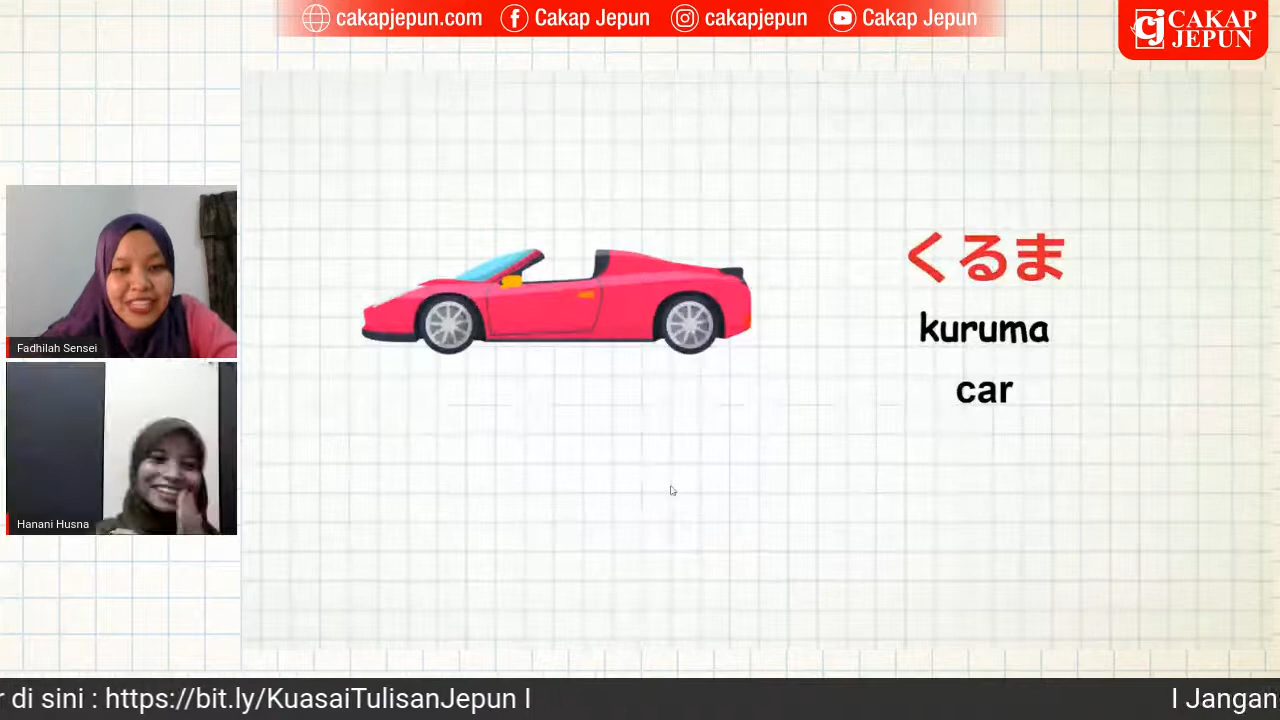 cakapjepun.com Cakap Jepun cakapjepun Cakap Jepun
CAKAP
JEPUN
くるま
kuruma
car
Fadhilah Sensei
Hanani Husna
di sini : https://bit.ly/KuasaiTulisanJepun I
I Jangan